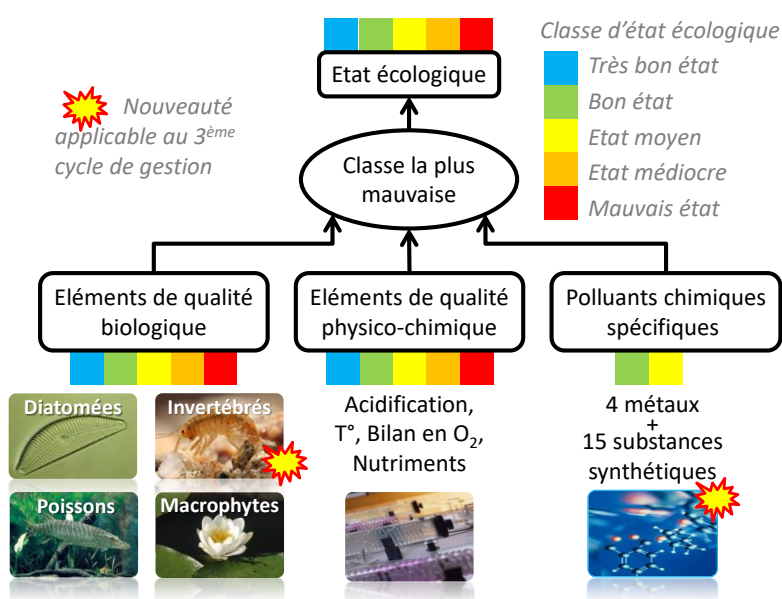 Classe d'état écologique
Très bon état
Bon état
Etat moyen
Etat médiocre
Mauvais état
Etat écologique
Nouveauté
applicable au 3ème
cycle de gestion
Classe la plus
mauvaise
Eléments de qualité
biologique
Eléments de qualité
physico-chimique
Polluants chimiques
spécifiques
Diatomées
Invertébrés
Poissons
Macrophytes
Acidification,
T°, Bilan en O₂,
Nutriments
4 métaux
+
15 substances
synthétiques